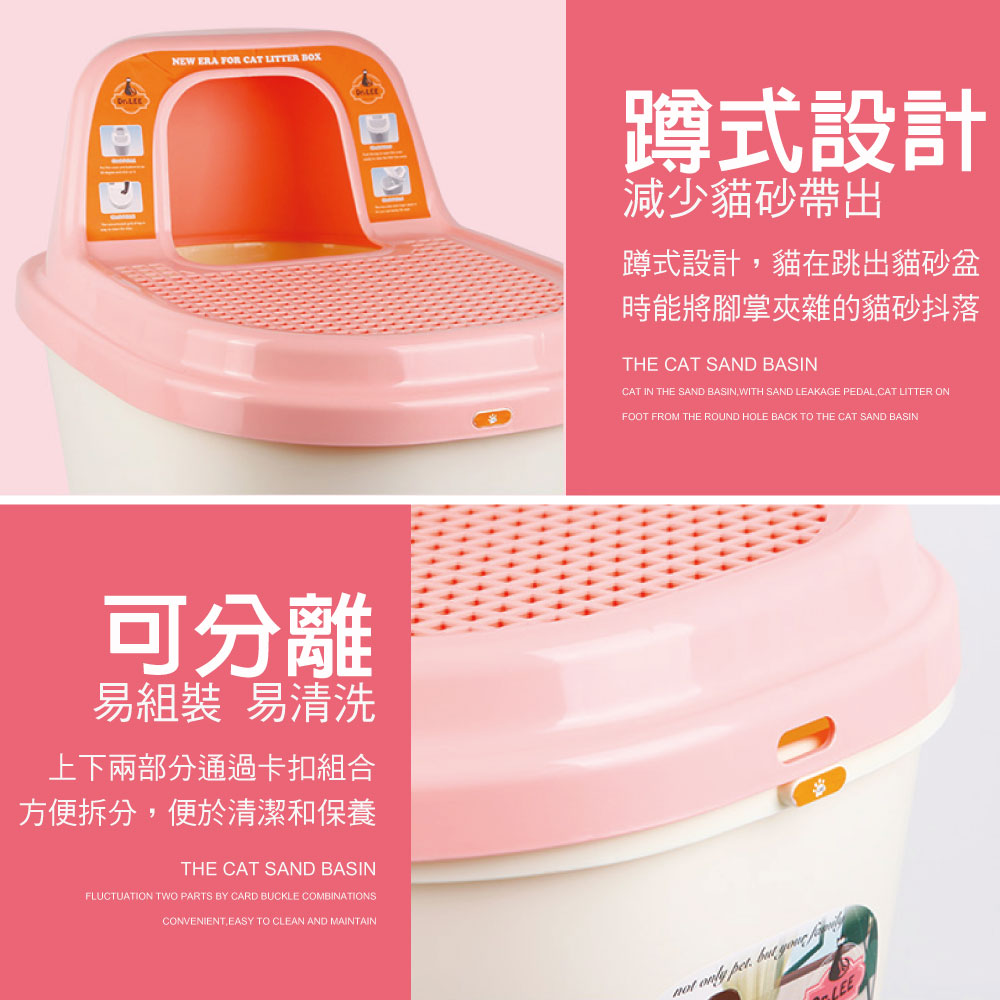 NEW ERA FOR CAT LITTER BOX
Dr.LEE
Dr.LEE
蹲式設計
減少貓砂帶出
蹲式設計，貓在跳出貓砂盆
時能將腳掌夾雜的貓砂抖落
THE CAT SAND BASIN
CAT IN THE SAND BASIN,WITH SAND LEAKAGE PEDAL,CAT LITTER ON
FOOT FROM THE ROUND HOLE BACK TO THE CAT SAND BASIN
可分離
易組裝 易清洗
上下兩部分通過卡扣組合
方便拆分，便於清潔和保養
THE CAT SAND BASIN
FLUCTUATION TWO PARTS BY CARD BUCKLE COMBINATIONS
CONVENIENT,EASY TO CLEAN AND MAINTAIN
not only pet, but your family
Dr.LEE